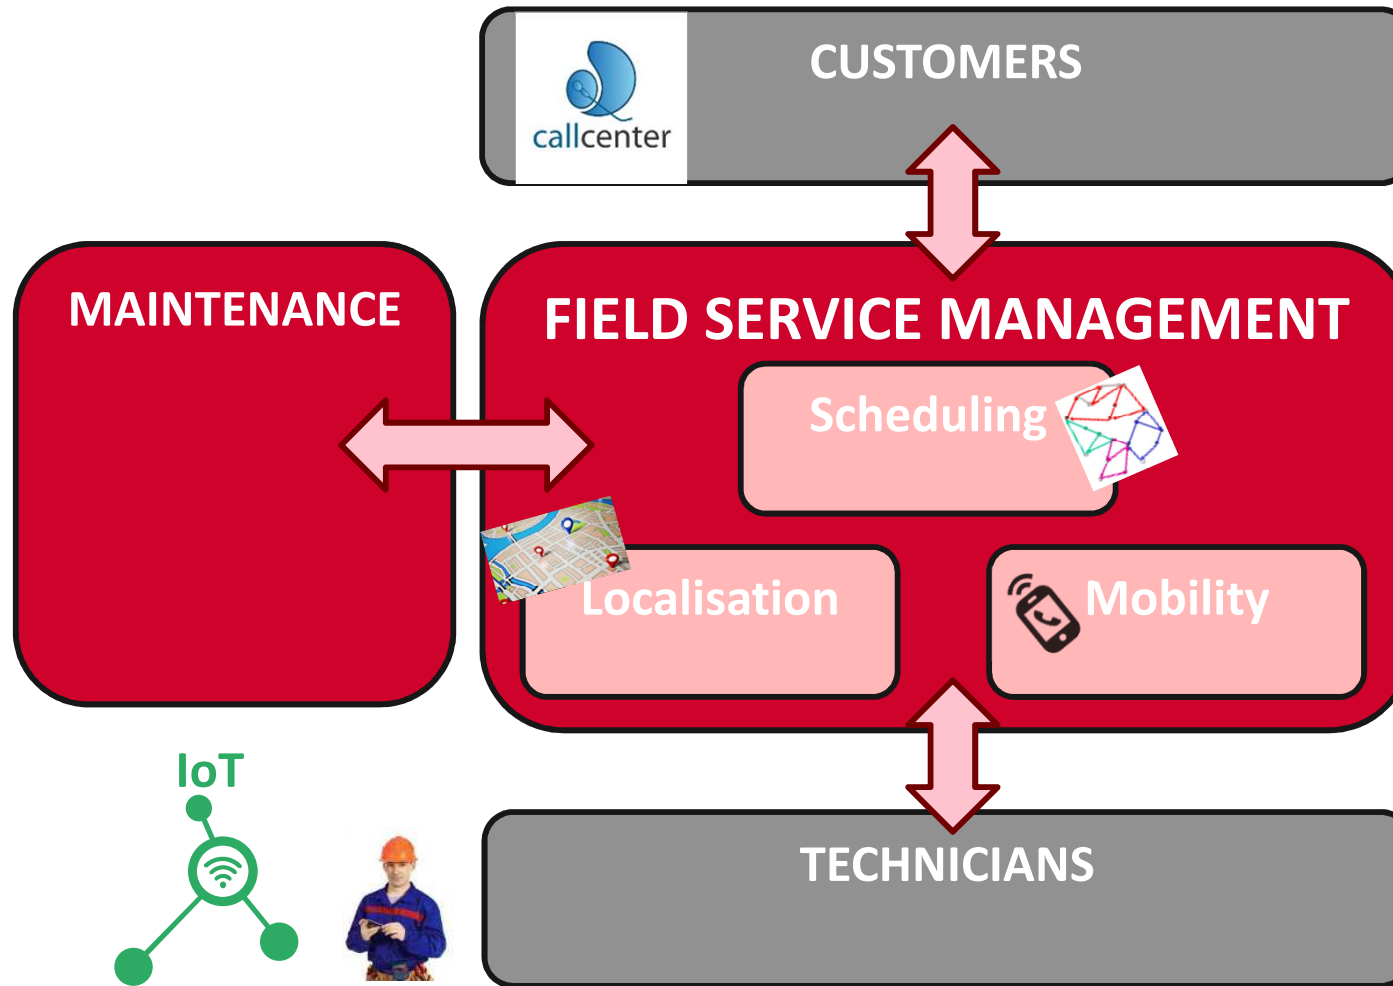 callcenter
CUSTOMERS
MAINTENANCE
FIELD SERVICE MANAGEMENT
Scheduling
Localisation
Mobility
IoT
TECHNICIANS